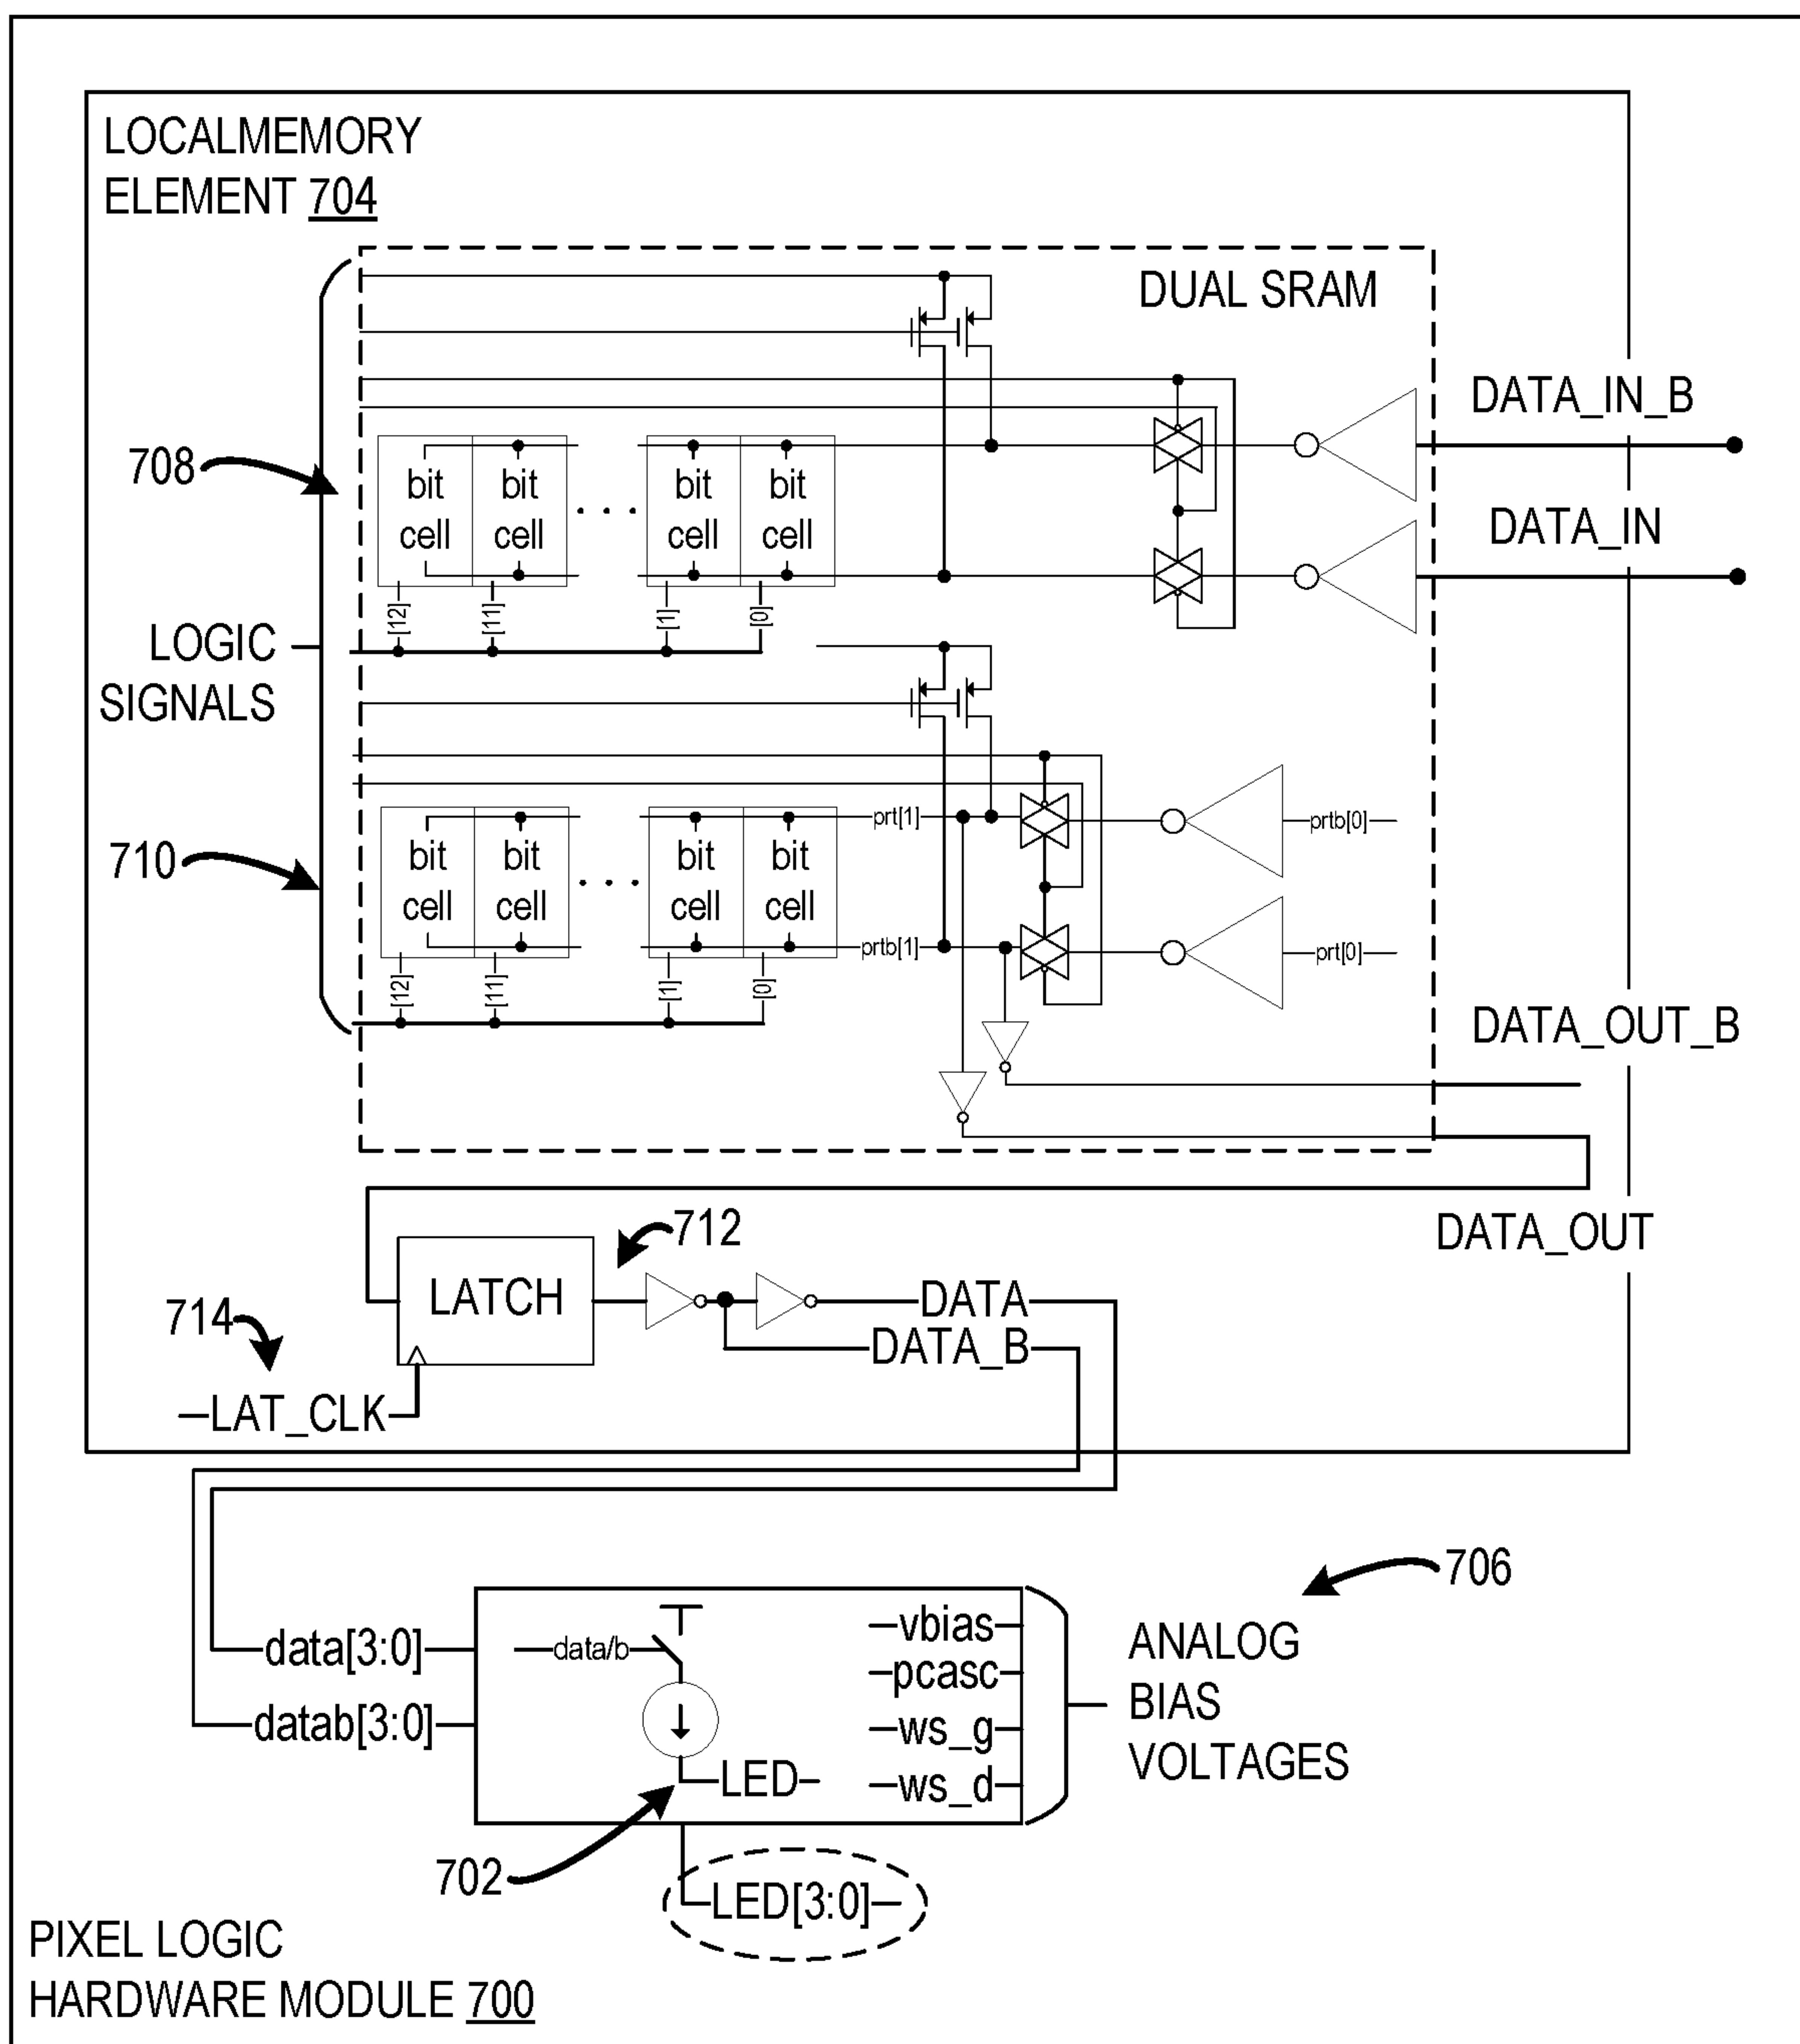 LOCALMEMORY
ELEMENT 704
DUAL SRAM
DATA_IN_B
708
bit
cell
bit
cell
. . .
bit
cell
bit
cell
DATA_IN
[12]
[11]
[1]
[0]
LOGIC
SIGNALS
710
bit
cell
bit
cell
. . .
bit
cell
bit
cell
prt[1]
prtb[0]
prtb[1]
prt[0]
[12]
[11]
[1]
[0]
DATA_OUT_B
DATA_OUT
712
714
LATCH
DATA
DATA_B
LAT_CLK
706
data[3:0]
datab[3:0]
data/b
LED
vbias
pcasc
ws_g
ws_d
ANALOG
BIAS
VOLTAGES
702
LED[3:0]
PIXEL LOGIC
HARDWARE MODULE 700